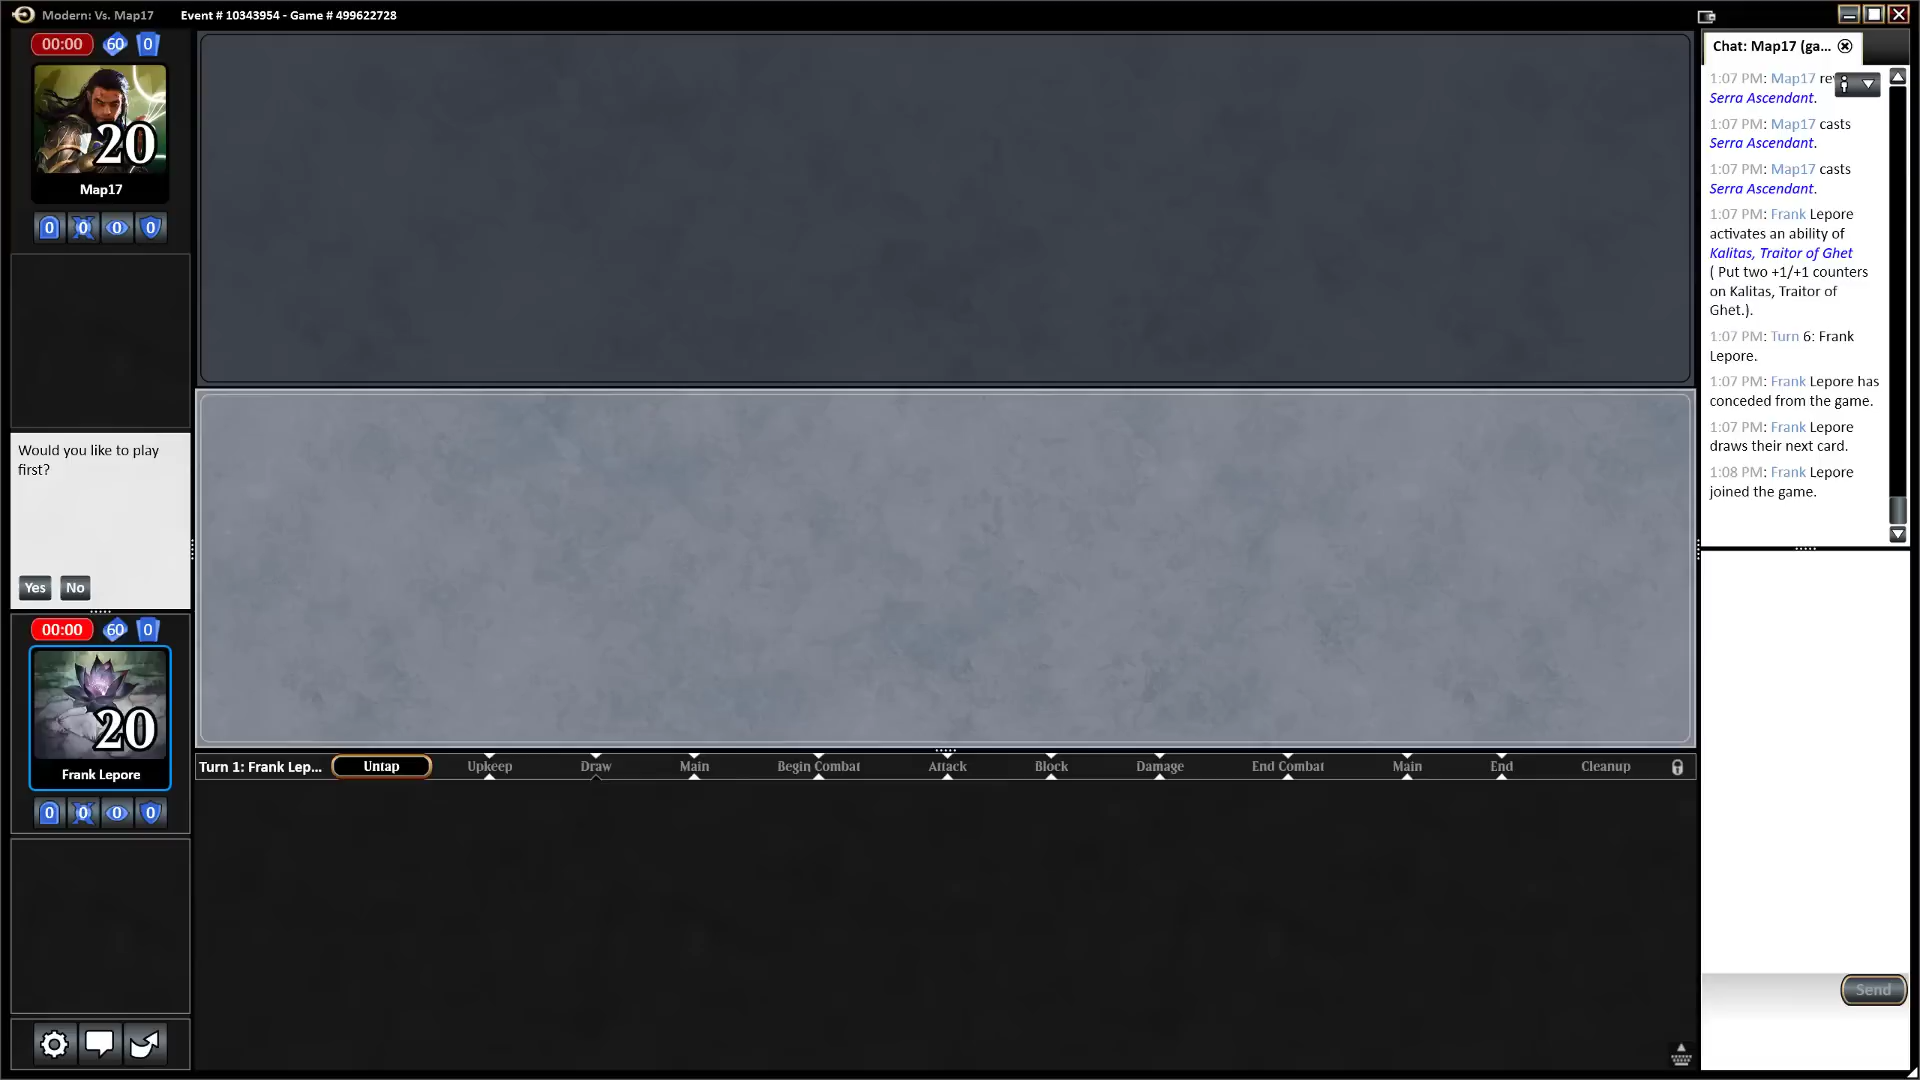 Modern: Vs. Map17
Event # 10343954 - Game # 499622728
00:00 60 0
20
Map17
0 0 0 0
Would you like to play
first?
Yes No
00:00 60 0
20
Frank Lepore
0 0 0 0
Turn 1: Frank Lep... Untap Upkeep Draw Main Begin Combat Attack Block Damage End Combat Main End Cleanup
Chat: Map17 (ga...
1:07 PM: Map17
Serra Ascendant.
1:07 PM: Map17 casts
Serra Ascendant.
1:07 PM: Map17 casts
Serra Ascendant.
1:07 PM: Frank Lepore
activates an ability of
Kalitas, Traitor of Ghet
( Put two +1/+1 counters
on Kalitas, Traitor of
Ghet.).
1:07 PM: Turn 6: Frank
Lepore.
1:07 PM: Frank Lepore has
conceded from the game.
1:07 PM: Frank Lepore
draws their next card.
1:08 PM: Frank Lepore
joined the game.
Send